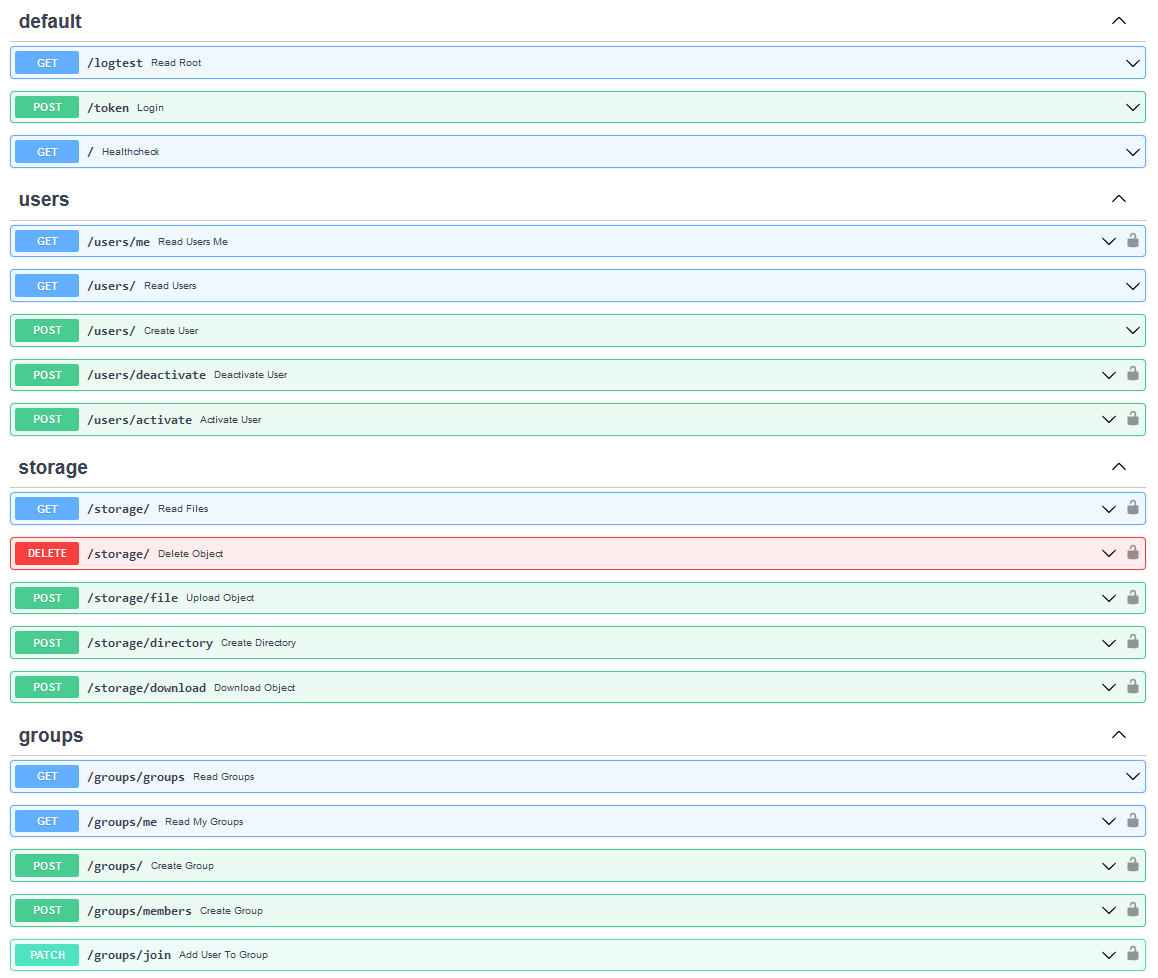 default
GET /logtest Read Root
POST /token Login
GET / Healthcheck
users
GET /users/me Read Users Me
GET /users/ Read Users
POST /users/ Create User
POST /users/deactivate Deactivate User
POST /users/activate Activate User
storage
GET /storage/ Read Files
DELETE /storage/ Delete Object
POST /storage/file Upload Object
POST /storage/directory Create Directory
POST /storage/download Download Object
groups
GET /groups/groups Read Groups
GET /groups/me Read My Groups
POST /groups/ Create Group
POST /groups/members Create Group
PATCH /groups/join Add User To Group